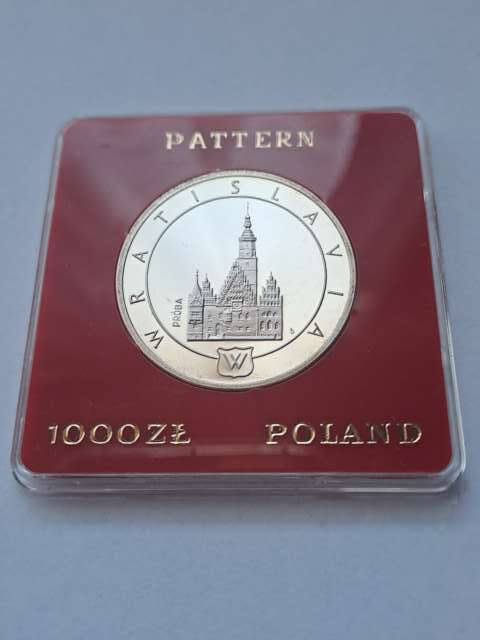 PATTERN
WRATISLAVIA
PRÓBA
W
1000ZŁ POLAND